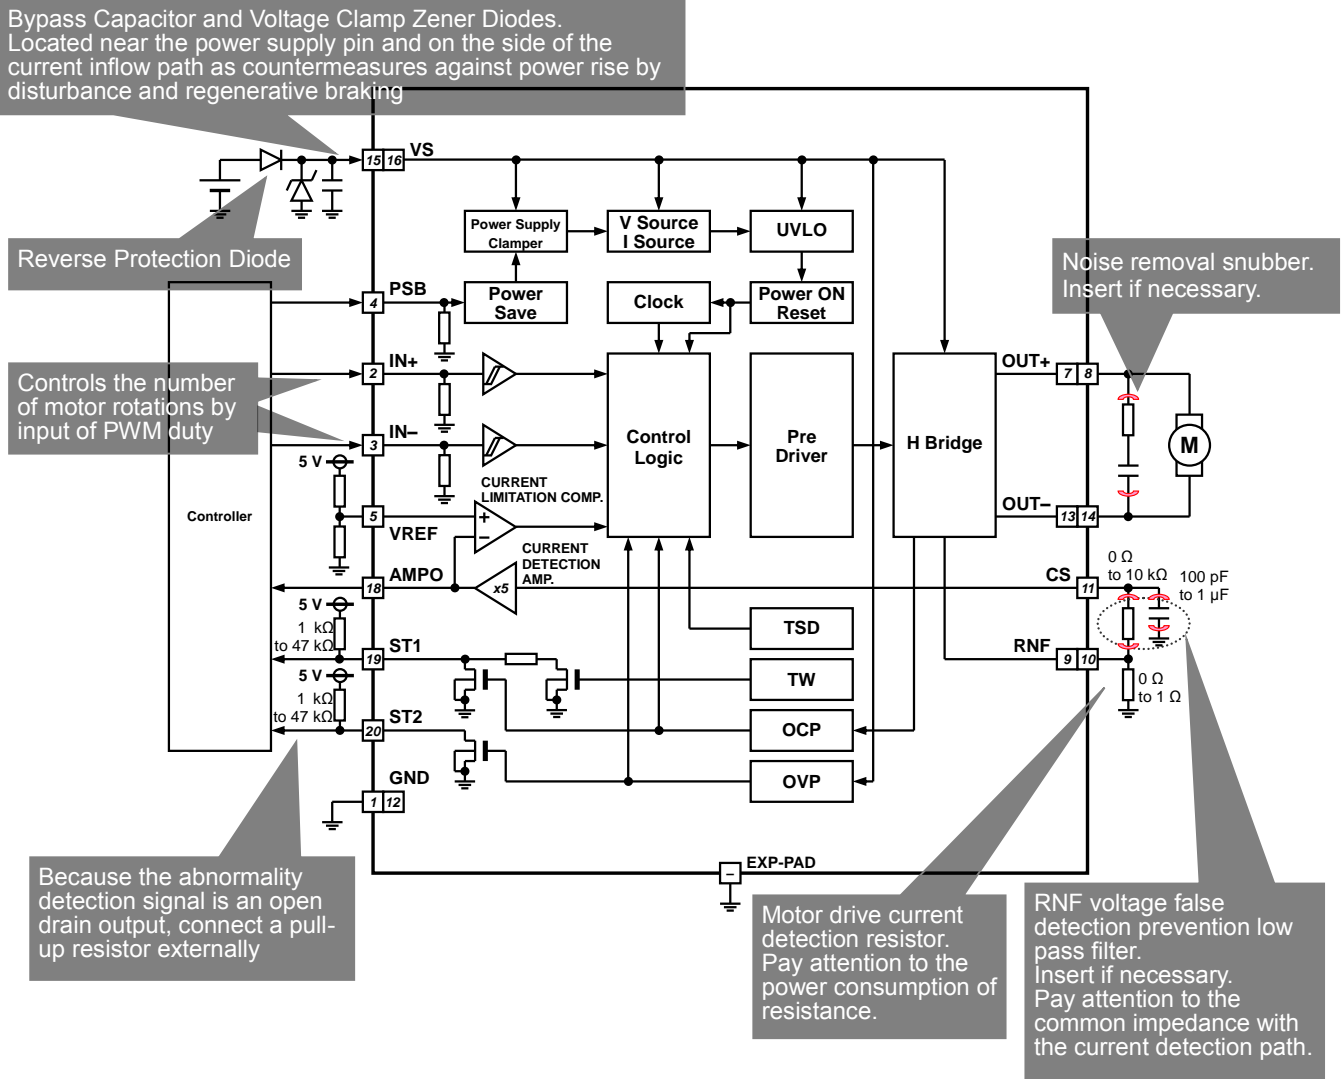 Bypass Capacitor and Voltage Clamp Zener Diodes.
Located near the power supply pin and on the side of the
current inflow path as countermeasures against power rise by
disturbance and regenerative braking
15 16
VS
Power Supply
Clamper
V Source
I Source
UVLO
Reverse Protection Diode
Noise removal snubber.
Insert if necessary.
4
PSB
Power
Save
Clock
Power ON
Reset
Controls the number
of motor rotations by
input of PWM duty
2
IN+
3
IN–
OUT+
7 8
Control
Logic
Pre
Driver
H Bridge
M
5 V
CURRENT
LIMITATION COMP.
Controller
5
VREF
+
–
OUT–
13 14
CURRENT
DETECTION
AMP.
x5
18
AMPO
CS
11
0 Ω
to 10 kΩ
100 pF
to 1 µF
5 V
1 kΩ
to 47 kΩ
19
ST1
TSD
RNF
9 10
0 Ω
to 1 Ω
5 V
1 kΩ
to 47 kΩ
20
ST2
TW
OCP
OVP
GND
1 12
EXP-PAD
–
Because the abnormality
detection signal is an open
drain output, connect a pull-
up resistor externally
Motor drive current
detection resistor.
Pay attention to the
power consumption of
resistance.
RNF voltage false
detection prevention low
pass filter.
Insert if necessary.
Pay attention to the
common impedance with
the current detection path.